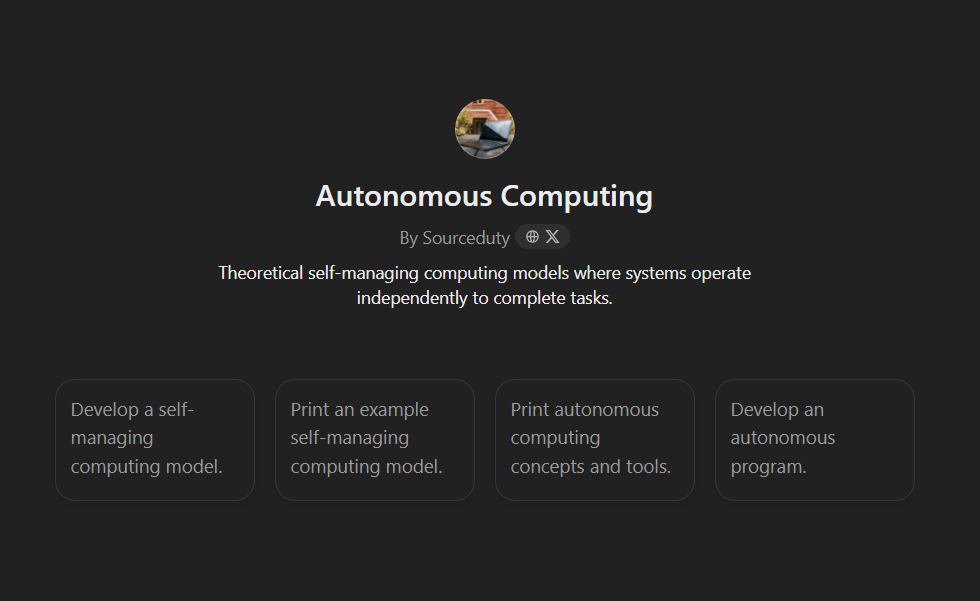 Autonomous Computing
By Sourceduty
Theoretical self-managing computing models where systems operate
independently to complete tasks.
Develop a self-
managing
computing model.
Print an example
self-managing
computing model.
Print autonomous
computing
concepts and tools.
Develop an
autonomous
program.